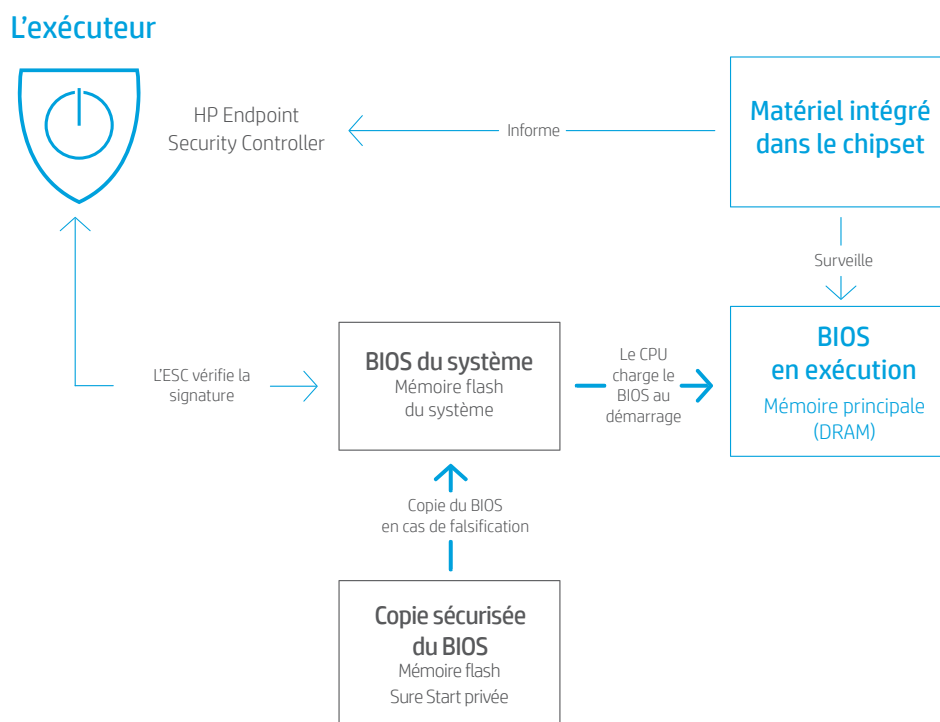 L'exécuteur
HP Endpoint
Security Controller
Informe
Matériel intégré
dans le chipset
Surveille
L'ESC vérifie la
signature
BIOS du système
Mémoire flash
du système
Le CPU
charge le
BIOS au
démarrage
BIOS
en exécution
Mémoire principale
(DRAM)
Copie du BIOS
en cas de falsification
Copie sécurisée
du BIOS
Mémoire flash
Sure Start privée